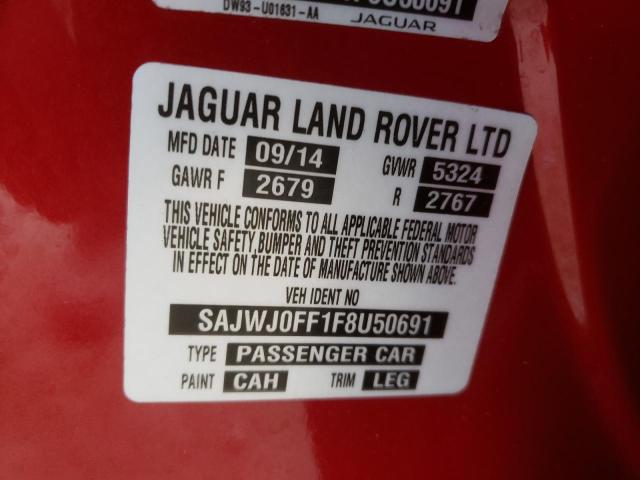 DW93-U01631-AA
JAGUAR
JAGUAR LAND ROVER LTD
MFD DATE 09/14 GVWR 5324
GAWR F 2679 R 2767
THIS VEHICLE CONFORMS TO ALL APPLICABLE FEDERAL MOTOR
VEHICLE SAFETY, BUMPER AND THEFT PREVENTION STANDARDS
IN EFFECT ON THE DATE OF MANUFACTURE SHOWN ABOVE.
VEH IDENT NO
SAJWJ0FF1F8U50691
TYPE PASSENGER CAR
PAINT CAH TRIM LEG